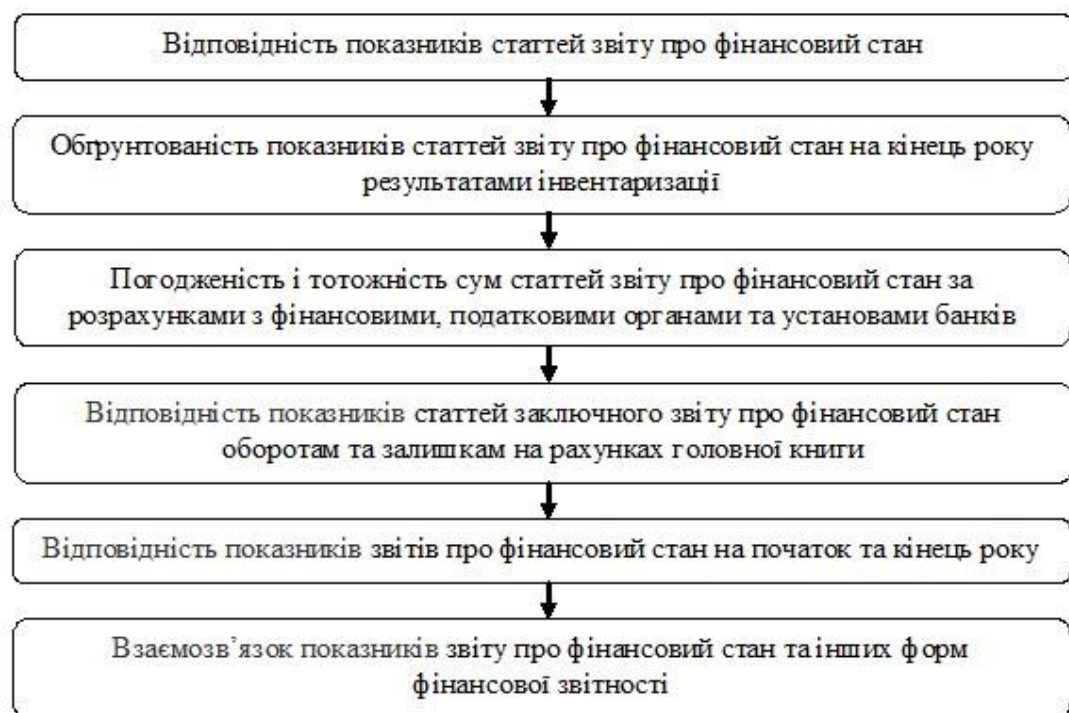 Відповідність показників статтей звіту про фінансовий стан
Обґрунтованість показників статтей звіту про фінансовий стан на кінець року
результатами інвентаризації
Погодженість і тотожність сум статтей звіту про фінансовий стан за
розрахунками з фінансовими, податковими органами та установами банків
Відповідність показників статтей заключного звіту про фінансовий стан
оборотам та залишкам на рахунках головної книги
Відповідність показників звітів про фінансовий стан на початок та кінець року
Взаємозв’язок показників звіту про фінансовий стан та інших форм
фінансової звітності